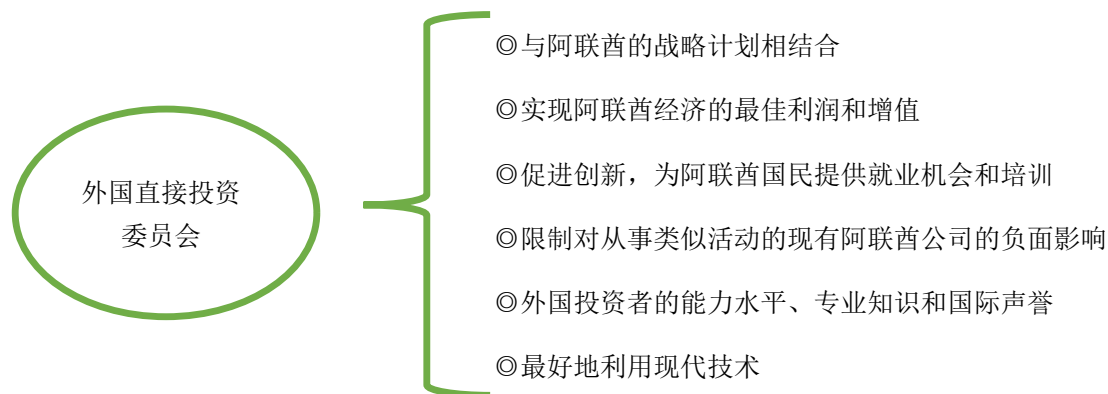 外国直接投资
委员会
◎与阿联酋的战略计划相结合
◎实现阿联酋经济的最佳利润和增值
◎促进创新，为阿联酋国民提供就业机会和培训
◎限制对从事类似活动的现有阿联酋公司的负面影响
◎外国投资者的能力水平、专业知识和国际声誉
◎最好地利用现代技术